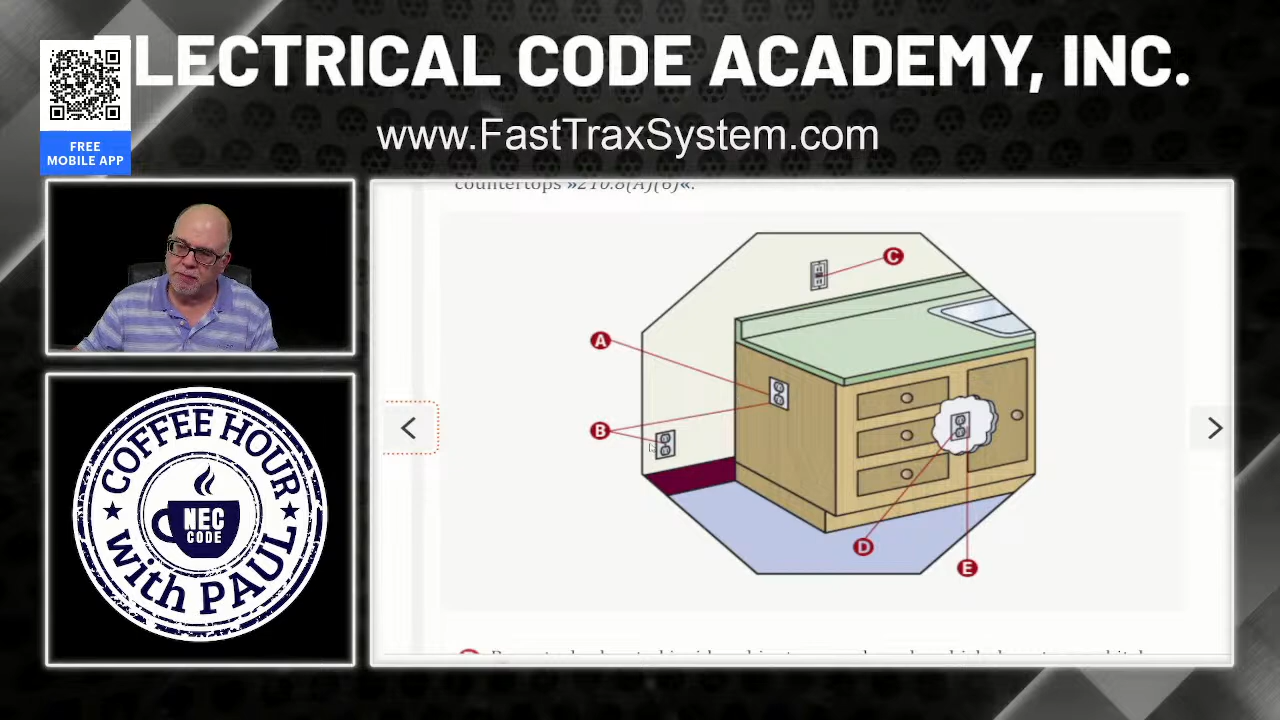 ELECTRICAL CODE ACADEMY, INC.
www.FastTraxSystem.com
FREE
MOBILE APP
countertops »210.8(A)(6)«.
C
A
B
D
E
COFFEE HOUR
NEC
CODE
with PAUL